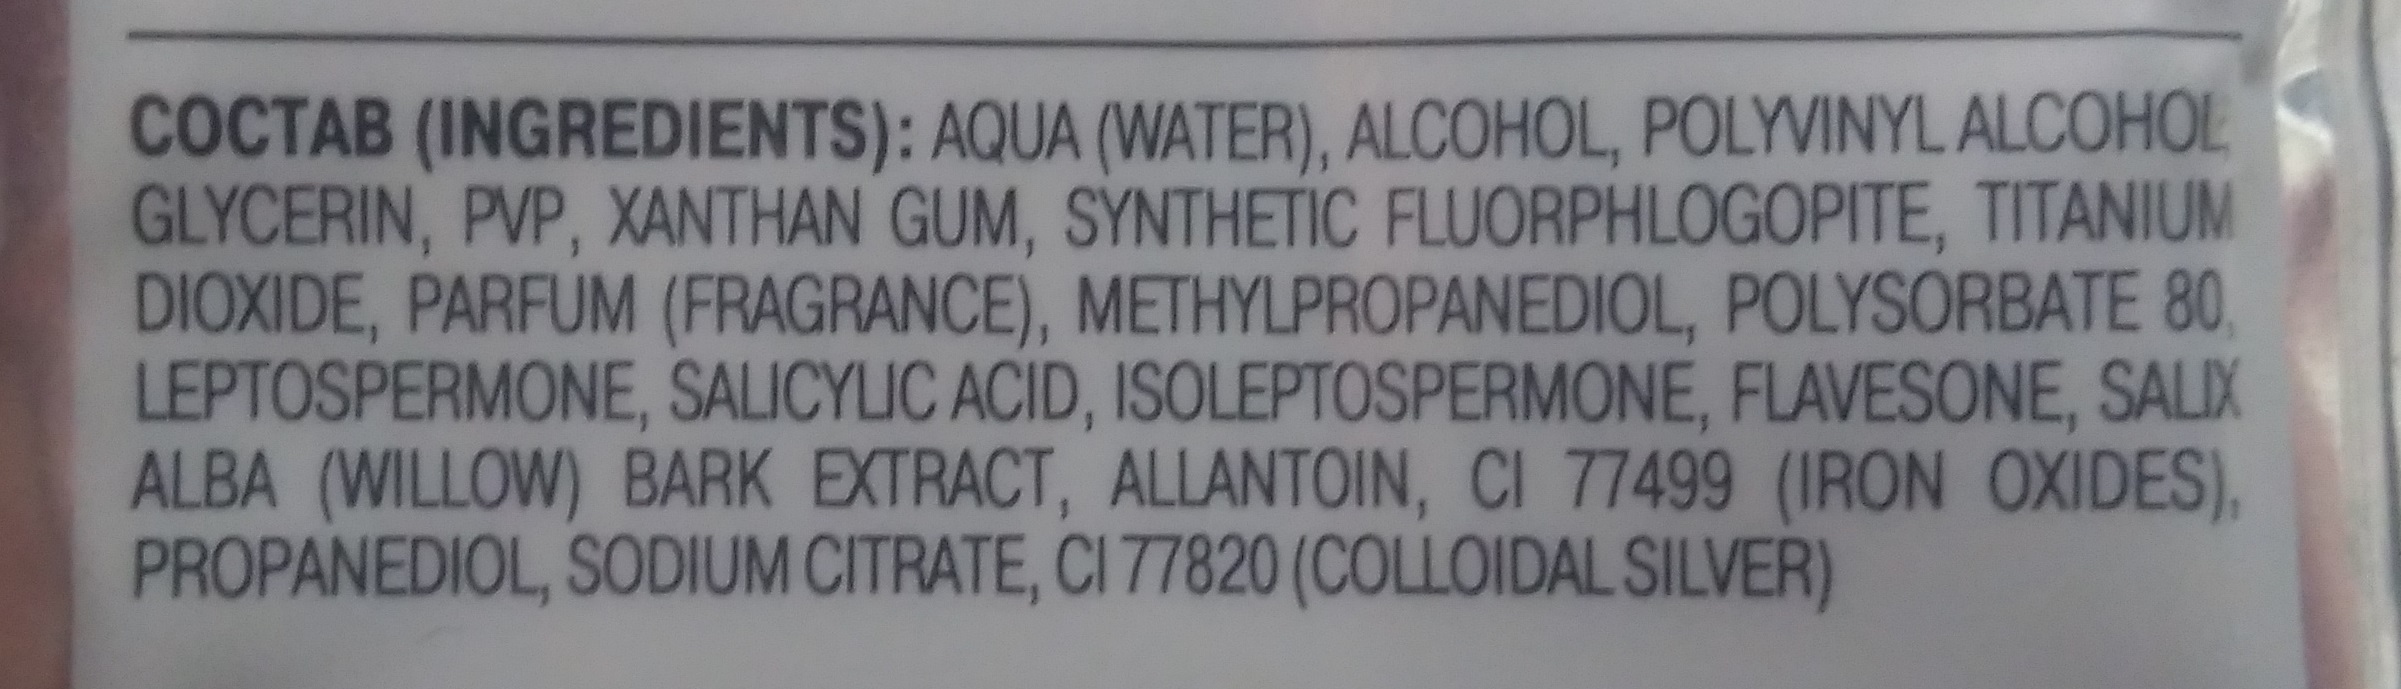 СОСТАВ (INGREDIENTS): AQUA (WATER), ALCOHOL, POLYVINYL ALCOHOL,
GLYCERIN, PVP, XANTHAN GUM, SYNTHETIC FLUORPHLOGOPITE, TITANIUM
DIOXIDE, PARFUM (FRAGRANCE), METHYLPROPANEDIOL, POLYSORBATE 80,
LEPTOSPERMONE, SALICYLIC ACID, ISOLEPTOSPERMONE, FLAVESONE, SALIX
ALBA (WILLOW) BARK EXTRACT, ALLANTOIN, CI 77499 (IRON OXIDES),
PROPANEDIOL, SODIUM CITRATE, CI 77820 (COLLOIDAL SILVER)